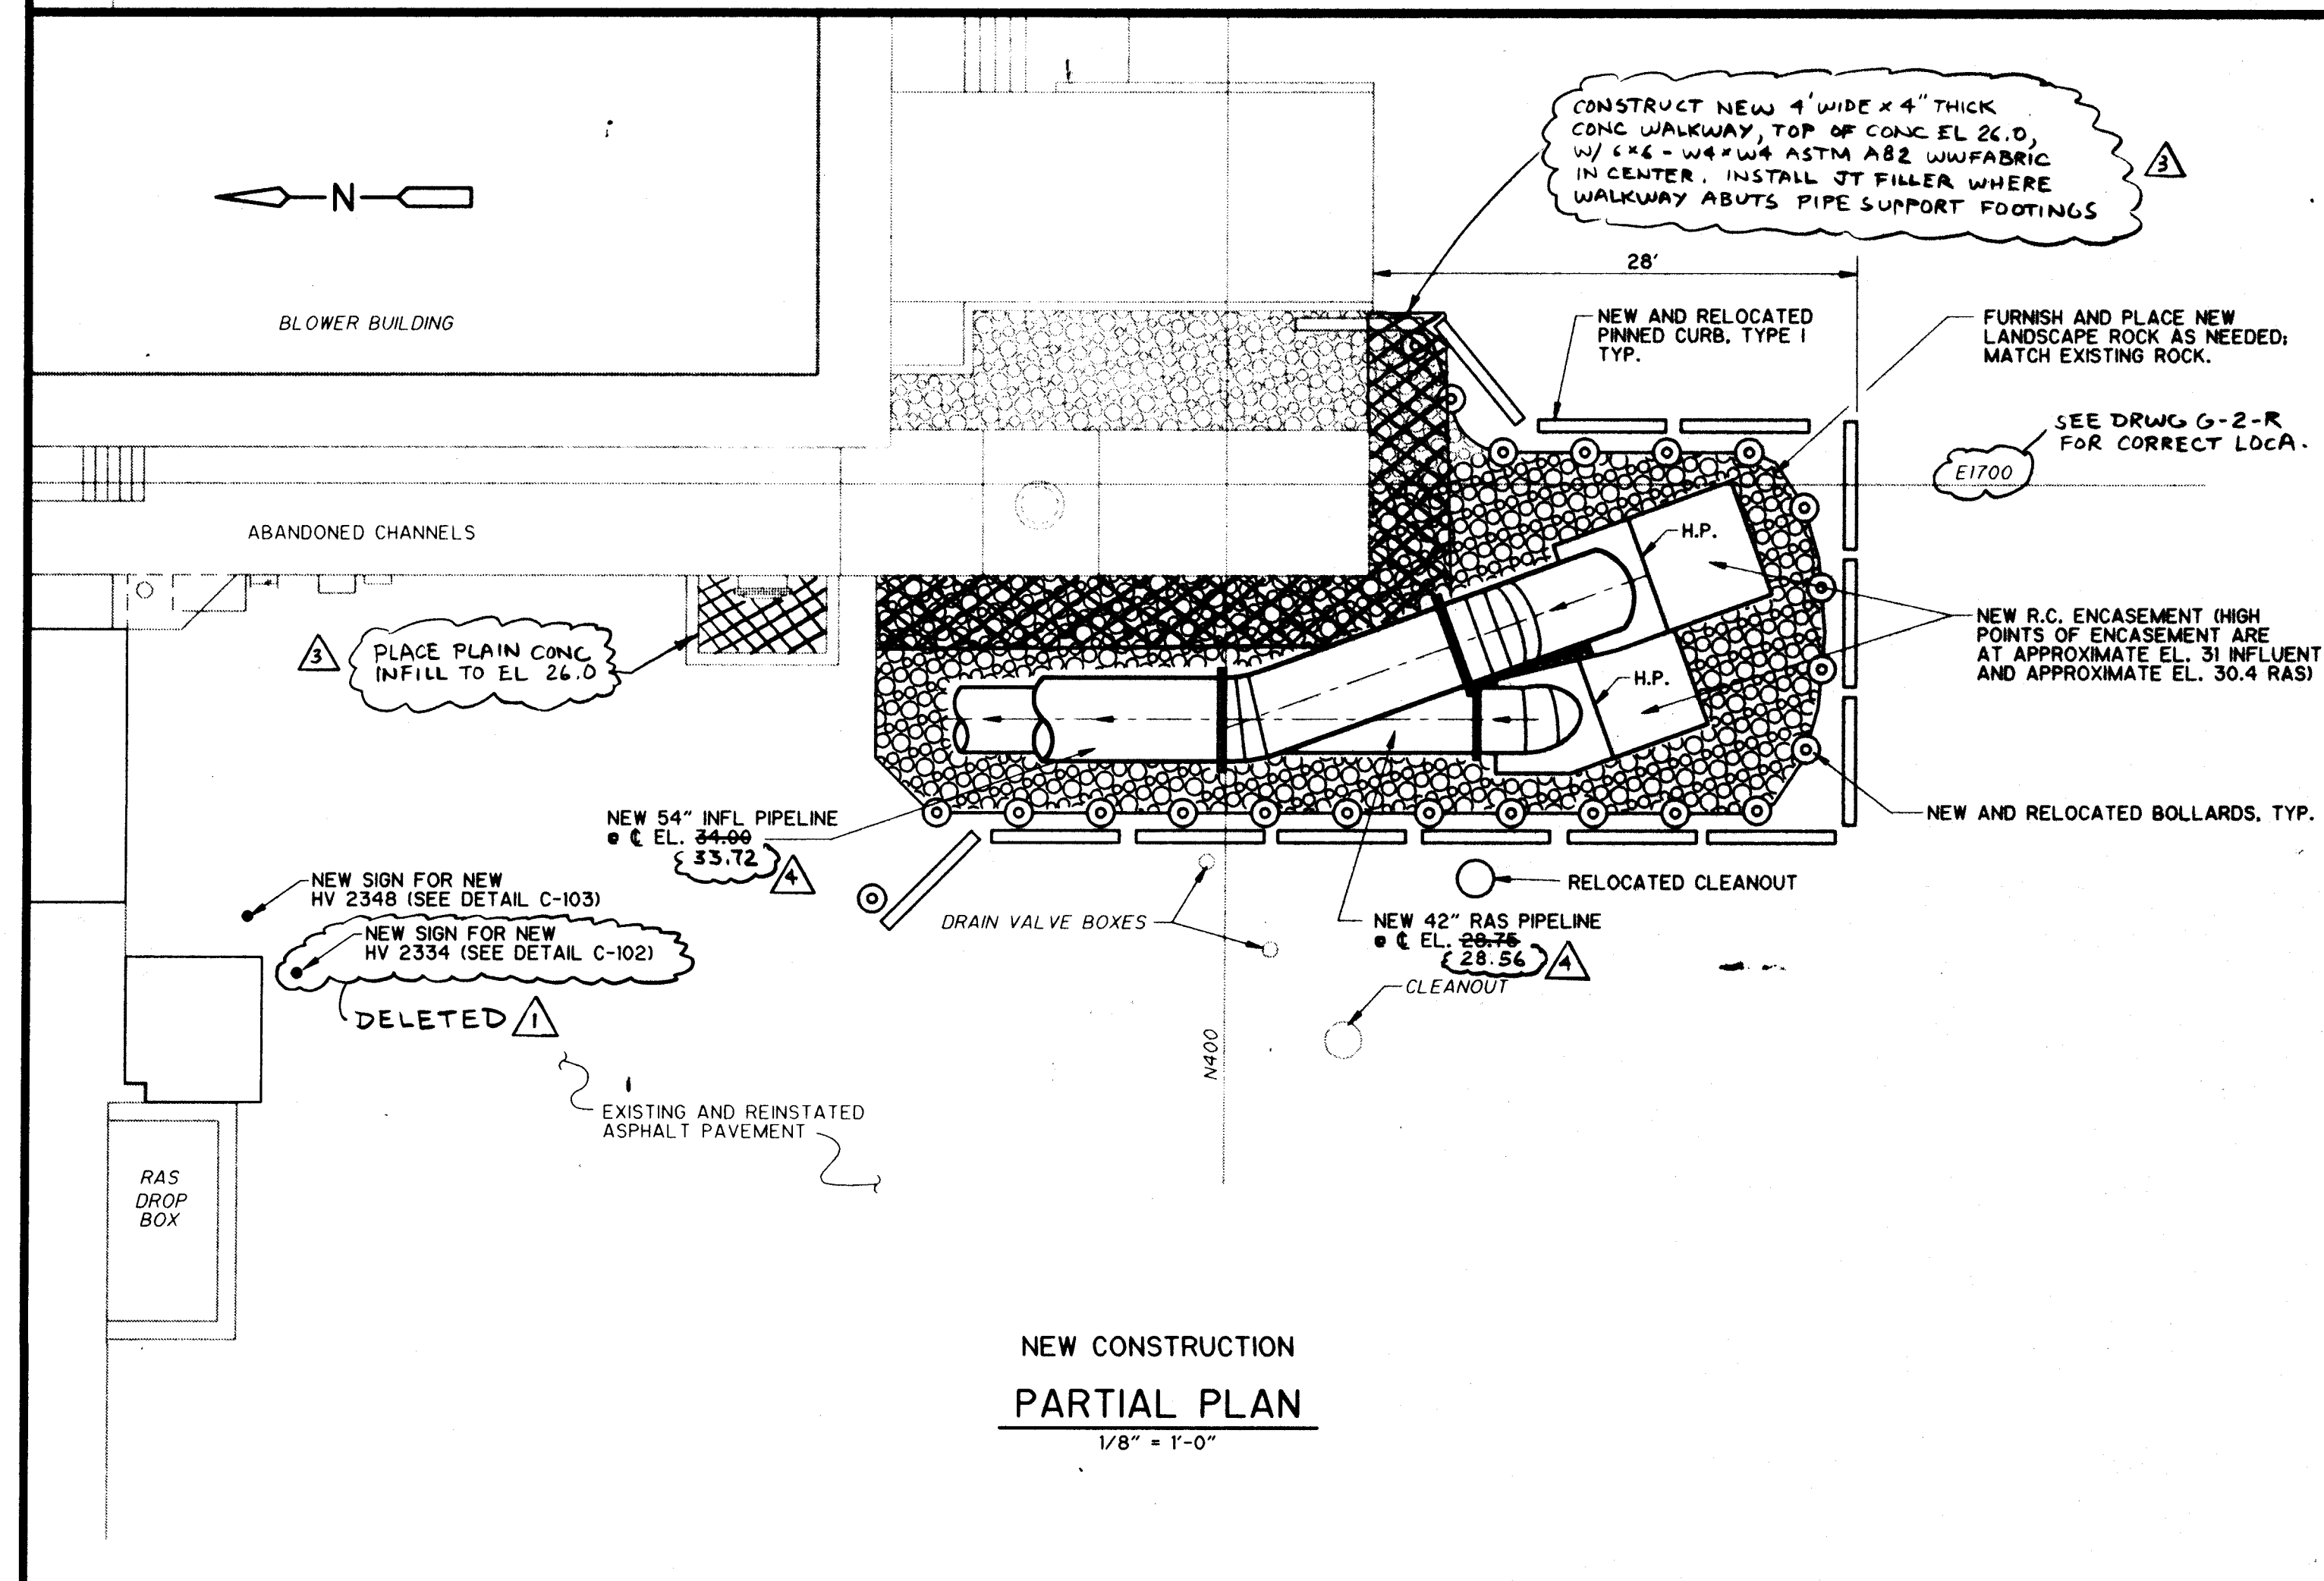 CONSTRUCT NEW 4' WIDE x 4" THICK
CONC WALKWAY, TOP OF CONC EL 26.0,
W/ 6x6 - W4xW4 ASTM A82 WWFABRIC
IN CENTER. INSTALL JT FILLER WHERE
WALKWAY ABUTS PIPE SUPPORT FOOTINGS
3
N
28'
BLOWER BUILDING
NEW AND RELOCATED
PINNED CURB, TYPE I
TYP.
FURNISH AND PLACE NEW
LANDSCAPE ROCK AS NEEDED;
MATCH EXISTING ROCK.
SEE DRWG G-2-R
FOR CORRECT LOCA.
E1700
ABANDONED CHANNELS
H.P.
H.P.
NEW R.C. ENCASEMENT (HIGH
POINTS OF ENCASEMENT ARE
AT APPROXIMATE EL. 31 INFLUENT
AND APPROXIMATE EL. 30.4 RAS)
3
PLACE PLAIN CONC
INFILL TO EL 26.0
NEW AND RELOCATED BOLLARDS, TYP.
NEW 54" INFL PIPELINE
@ ℄ EL. 34.00
33.72
4
NEW SIGN FOR NEW
HV 2348 (SEE DETAIL C-103)
NEW SIGN FOR NEW
HV 2334 (SEE DETAIL C-102)
DELETED 1
DRAIN VALVE BOXES
RELOCATED CLEANOUT
NEW 42" RAS PIPELINE
@ ℄ EL. 28.75
28.56
4
CLEANOUT
N400
EXISTING AND REINSTATED
ASPHALT PAVEMENT
RAS
DROP
BOX
NEW CONSTRUCTION
PARTIAL PLAN
1/8" = 1'-0"